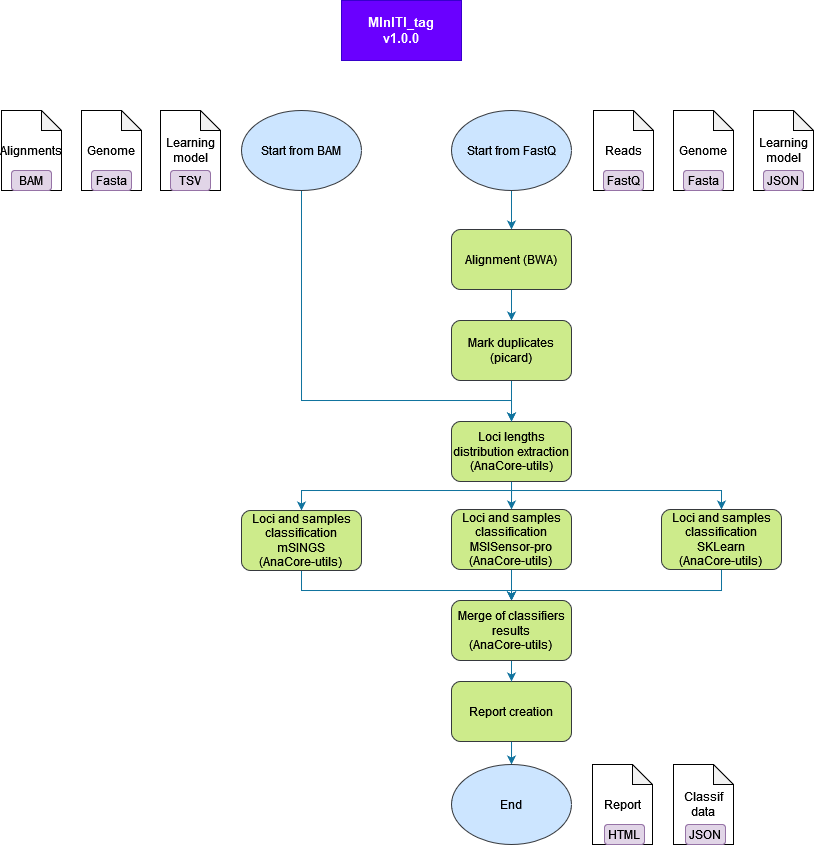 MInITI_tag
v1.0.0
Alignments
BAM
Genome
Fasta
Learning
model
TSV
Start from BAM
Start from FastQ
Reads
FastQ
Genome
Fasta
Learning
model
JSON
Alignment (BWA)
Mark duplicates
(picard)
Loci lengths
distribution extraction
(AnaCore-utils)
Loci and samples
classification
mSINGS
(AnaCore-utils)
Loci and samples
classification
MSISensor-pro
(AnaCore-utils)
Loci and samples
classification
SKLearn
(AnaCore-utils)
Merge of classifiers
results
(AnaCore-utils)
Report creation
End
Report
HTML
Classif
data
JSON